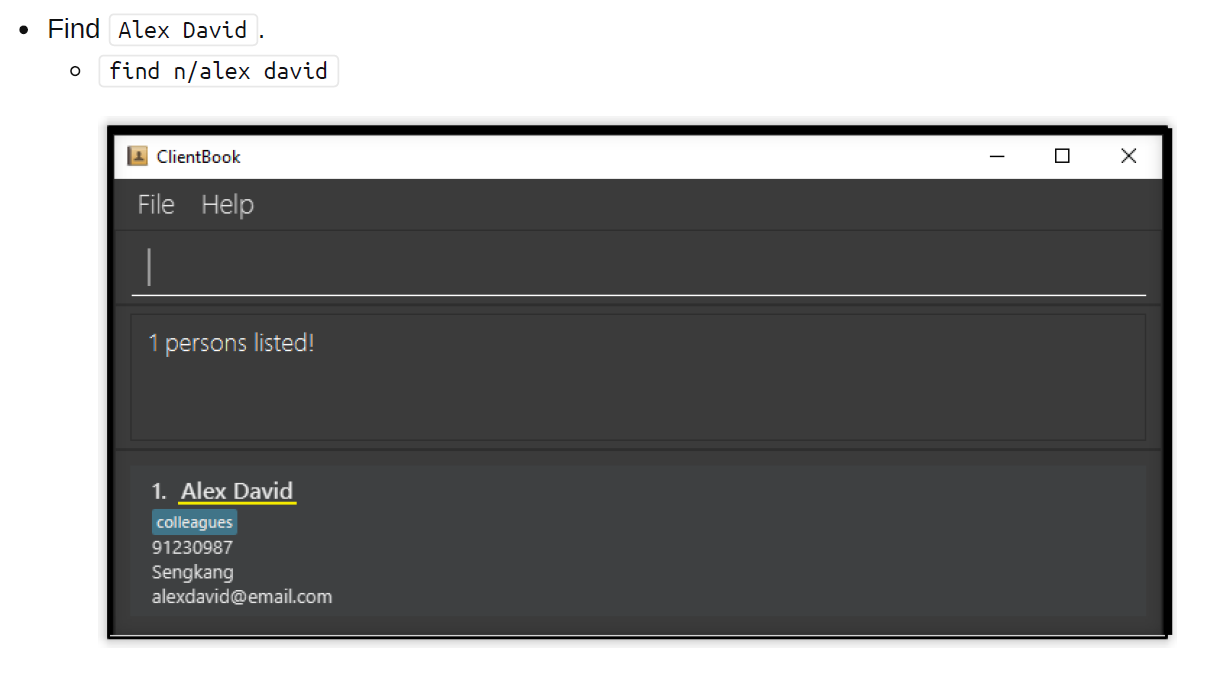 Find Alex David.
find n/alex david
ClientBook
File Help
1 persons listed!
1. Alex David
colleagues
91230987
Sengkang
alexdavid@email.com